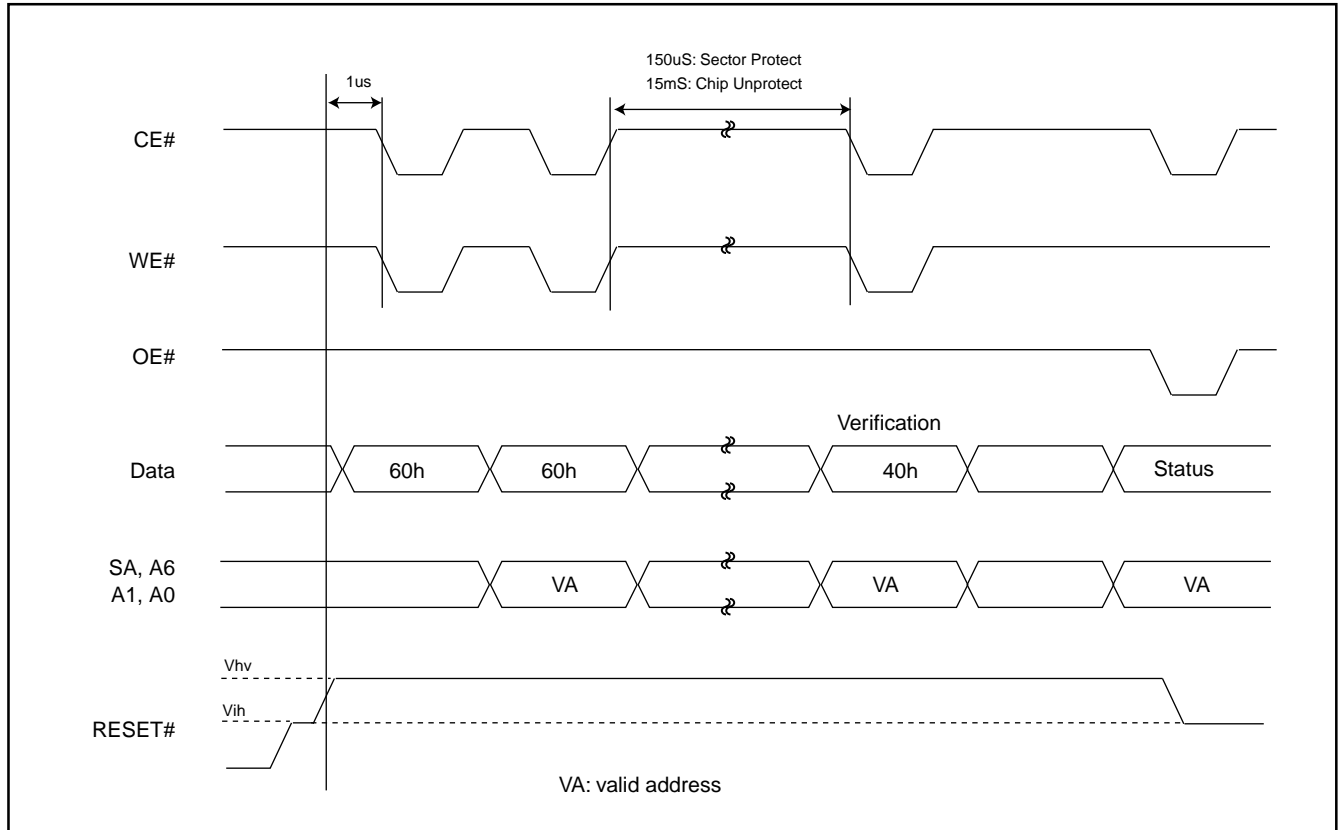 150uS: Sector Protect
15mS: Chip Unprotect
1us
CE#
WE#
OE#
Verification
Data
60h
60h
40h
Status
SA, A6
A1, A0
VA
VA
VA
Vhv
Vih
RESET#
VA: valid address